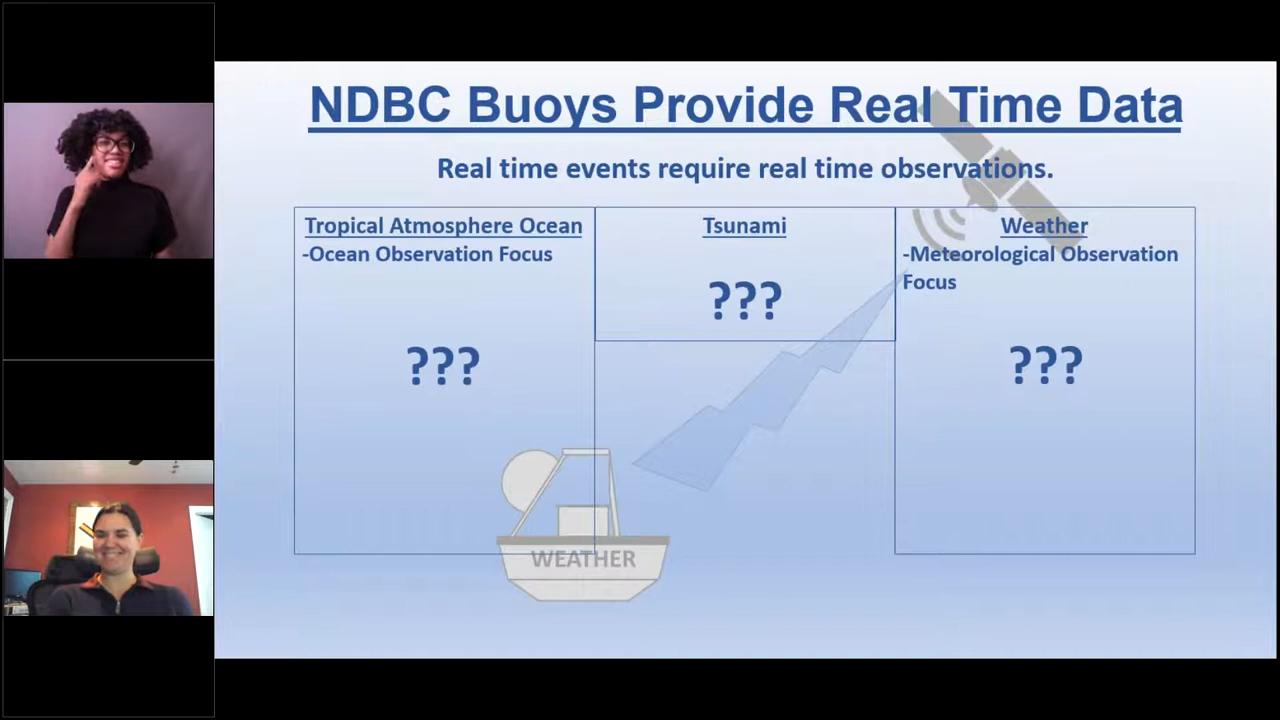 NDBC Buoys Provide Real Time Data
Real time events require real time observations.
Tropical Atmosphere Ocean
-Ocean Observation Focus
???
Tsunami
???
Weather
-Meteorological Observation
Focus
???
WEATHER